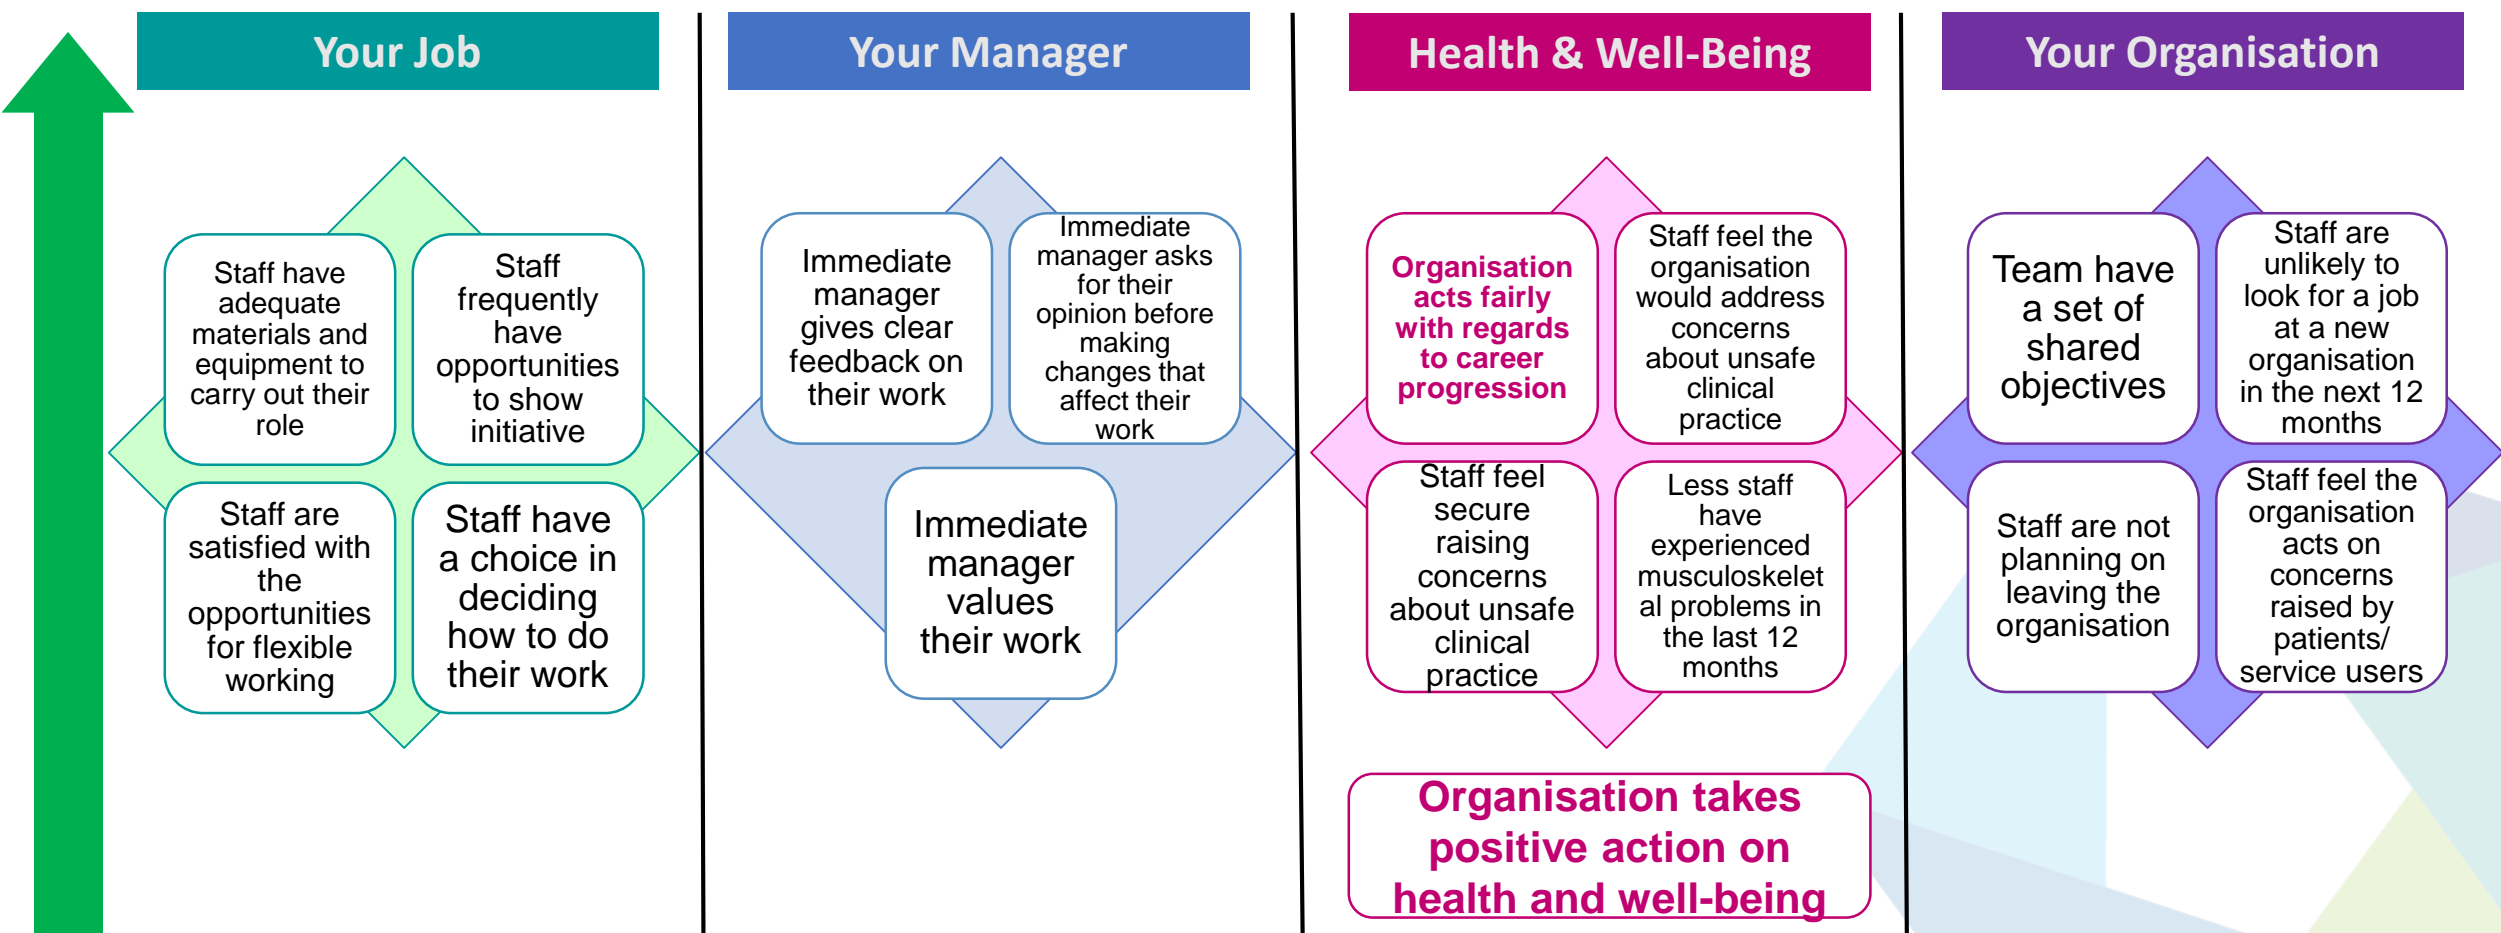 Your Job
Staff have
adequate
materials and
equipment to
carry out their
role
Staff
frequently
have
opportunities
to show
initiative
Staff are
satisfied with
the
opportunities
for flexible
working
Staff have
a choice in
deciding
how to do
their work
Your Manager
Immediate
manager
gives clear
feedback on
their work
Immediate
manager asks
for their
opinion before
making
changes that
affect their
work
Immediate
manager
values
their work
Health & Well-Being
Organisation
acts fairly
with regards
to career
progression
Staff feel the
organisation
would address
concerns
about unsafe
clinical
practice
Staff feel
secure
raising
concerns
about unsafe
clinical
practice
Less staff
have
experienced
musculoskelet
al problems in
the last 12
months
Organisation takes
positive action on
health and well-being
Your Organisation
Team have
a set of
shared
objectives
Staff are
unlikely to
look for a job
at a new
organisation
in the next 12
months
Staff are not
planning on
leaving the
organisation
Staff feel the
organisation
acts on
concerns
raised by
patients/
service users